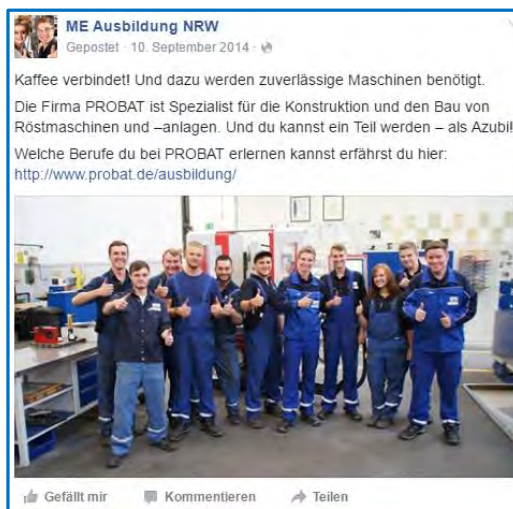 ME Ausbildung NRW
Gepostet · 10. September 2014 ·
Kaffee verbindet! Und dazu werden zuverlässige Maschinen benötigt.
Die Firma PROBAT ist Spezialist für die Konstruktion und den Bau von
Röstmaschinen und –anlagen. Und du kannst ein Teil werden – als Azubi!
Welche Berufe du bei PROBAT erlernen kannst erfährst du hier:
http://www.probat.de/ausbildung/
Gefällt mir Kommentieren Teilen